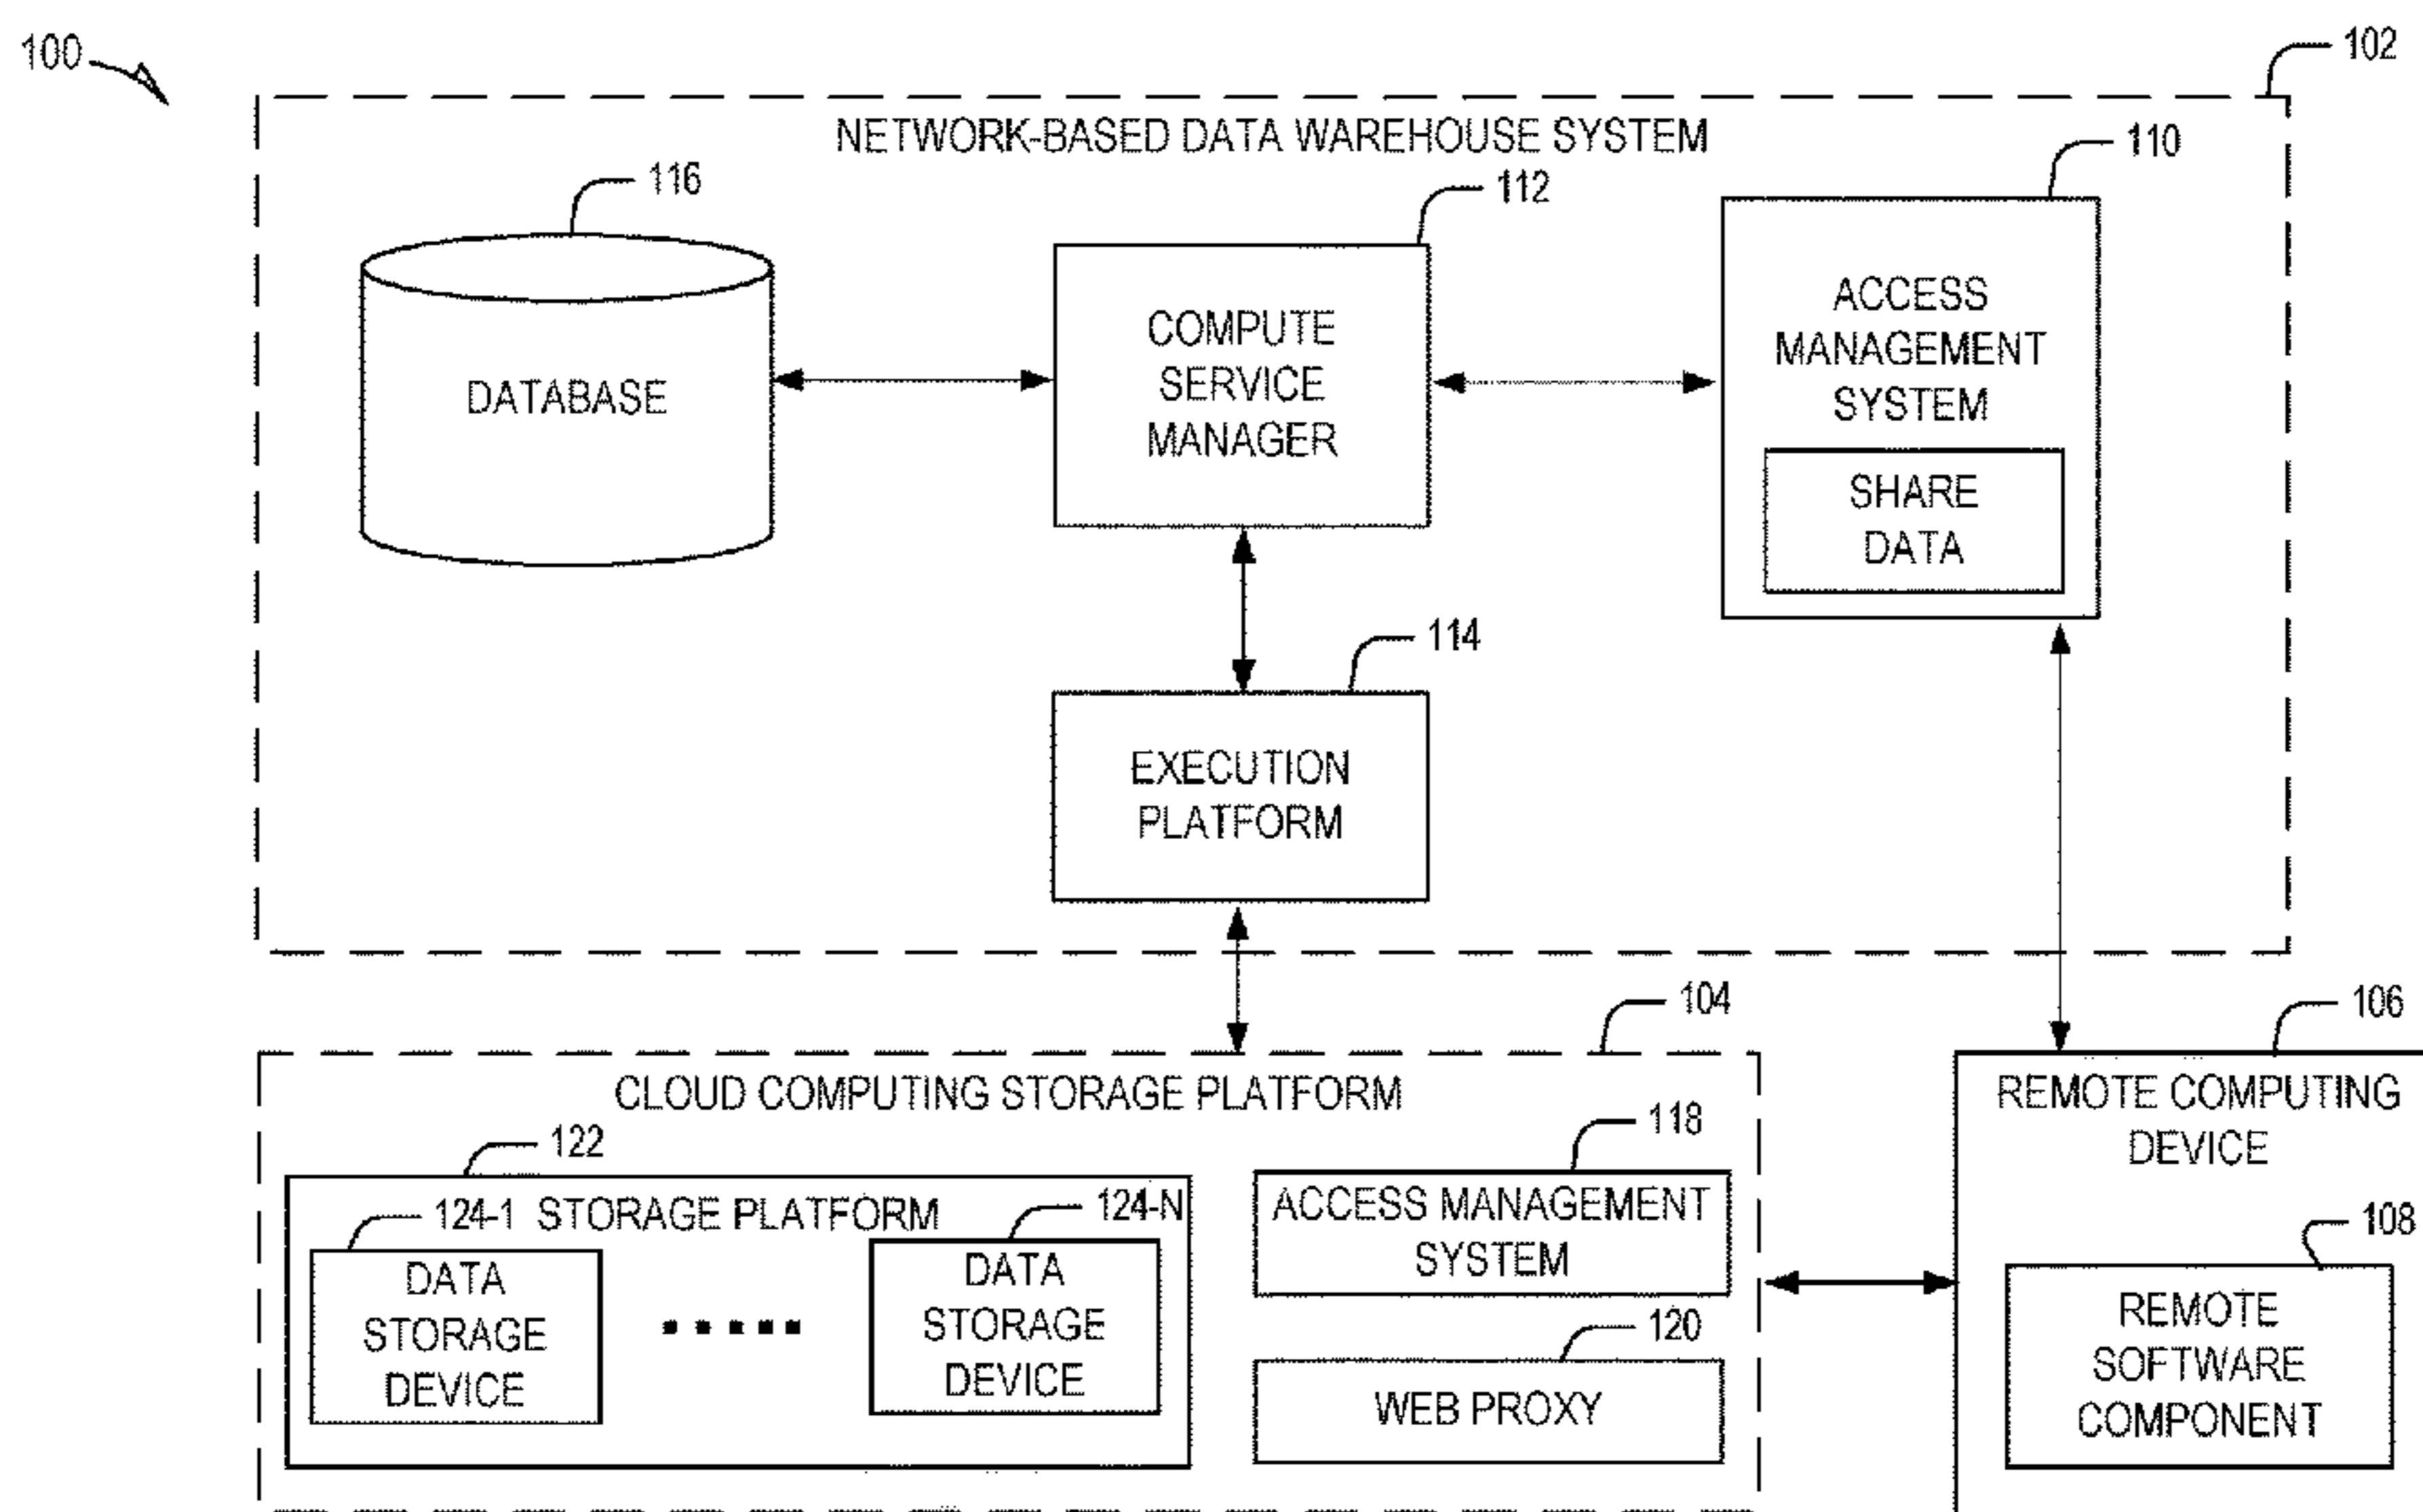 100
102
NETWORK-BASED DATA WAREHOUSE SYSTEM
116
112
110
DATABASE
COMPUTE
SERVICE
MANAGER
ACCESS
MANAGEMENT
SYSTEM
SHARE
DATA
114
EXECUTION
PLATFORM
104
106
CLOUD COMPUTING STORAGE PLATFORM
122
124-1 STORAGE PLATFORM 124-N
DATA
STORAGE
DEVICE
DATA
STORAGE
DEVICE
118
ACCESS MANAGEMENT
SYSTEM
120
WEB PROXY
REMOTE COMPUTING
DEVICE
108
REMOTE
SOFTWARE
COMPONENT